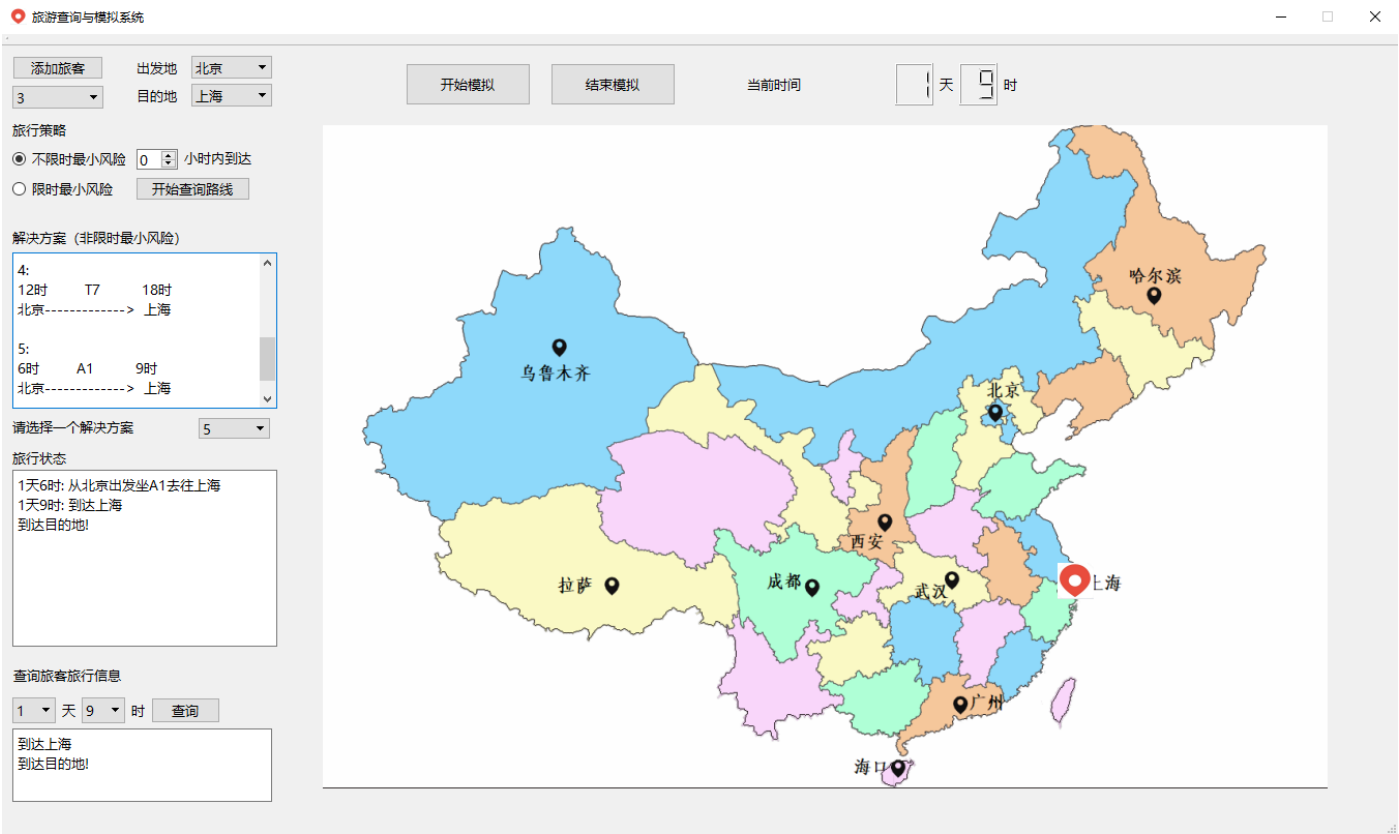 旅游查询与模拟系统
添加旅客 出发地 北京
3 目的地 上海
开始模拟 结束模拟 当前时间 1 天 9 时
旅行策略
不限时最小风险 0 小时内到达
限时最小风险 开始查询路线
解决方案（非限时最小风险）
4:
12时 T7 18时
北京-------------> 上海
5:
6时 A1 9时
北京-------------> 上海
请选择一个解决方案 5
旅行状态
1天6时: 从北京出发坐A1去往上海
1天9时: 到达上海
到达目的地!
查询旅客旅行信息
1 天 9 时 查询
到达上海
到达目的地!
哈尔滨
乌鲁木齐
北京
西安
拉萨
成都
武汉
上海
广州
海口